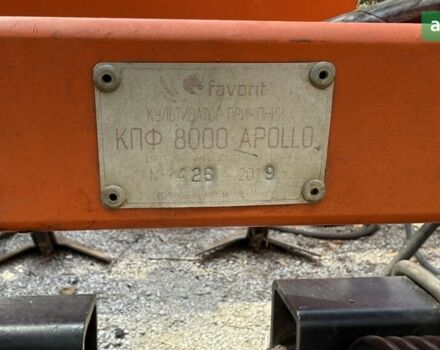 favorit
КУЛЬТИВАТОР ПРИЧІПНИЙ
КПФ 8000 APOLLO
№ 426 - 2019
a